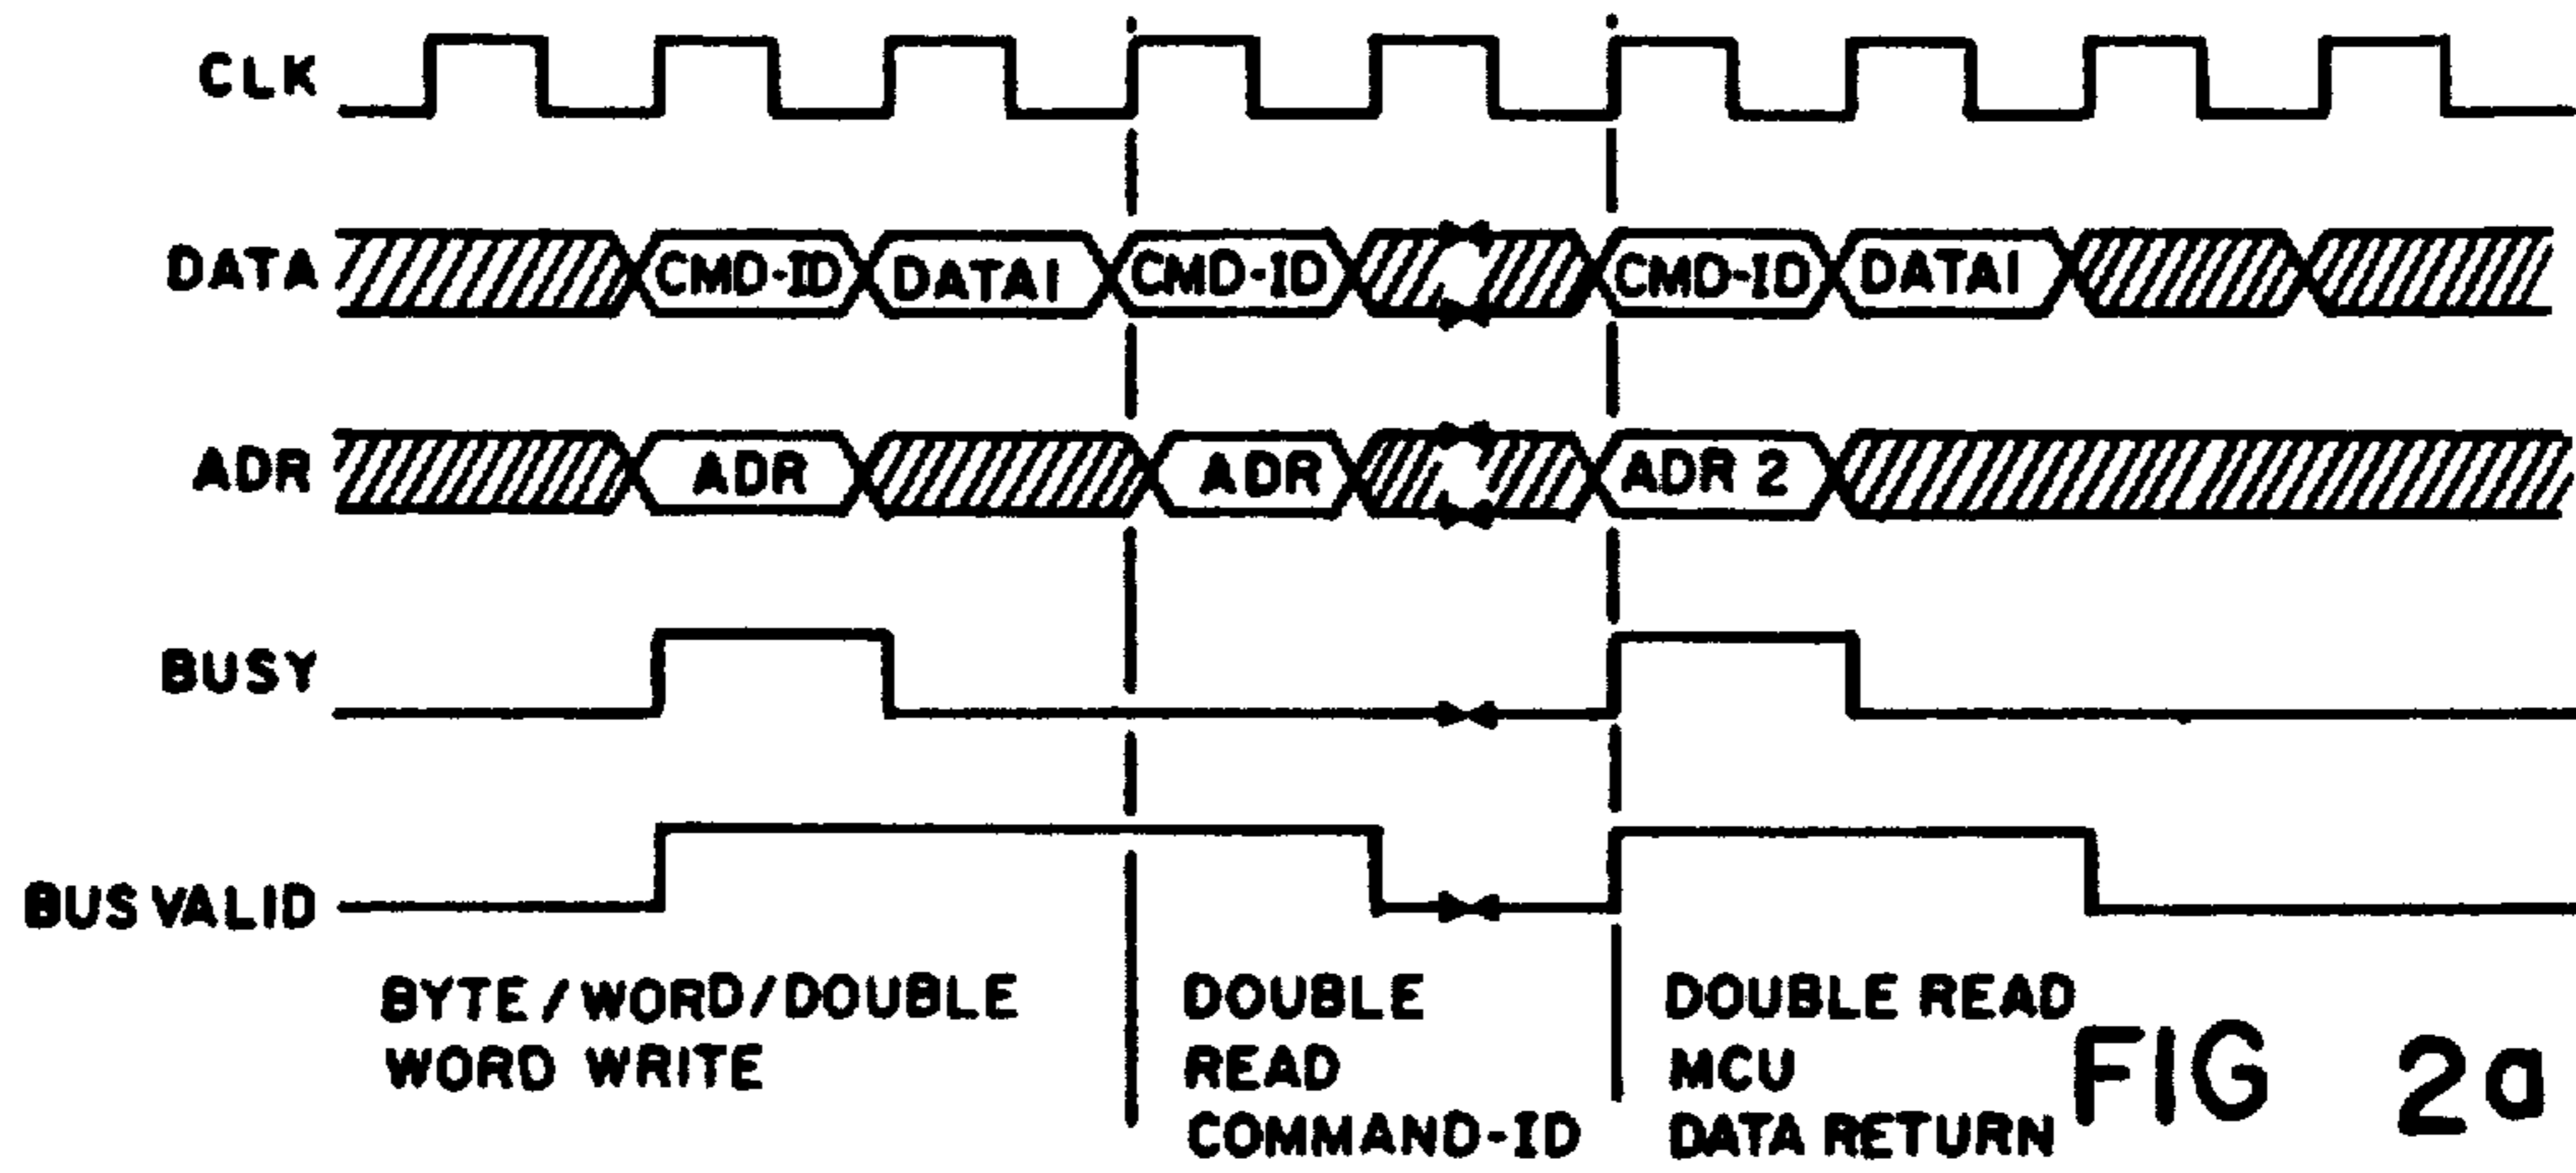 CLK
DATA CMD-ID DATA1 CMD-ID CMD-ID DATA1
ADR ADR ADR ADR 2
BUSY
BUS VALID
BYTE/WORD/DOUBLE
WORD WRITE
DOUBLE
READ
COMMAND-ID
DOUBLE READ
MCU
DATA RETURN
FIG 2a